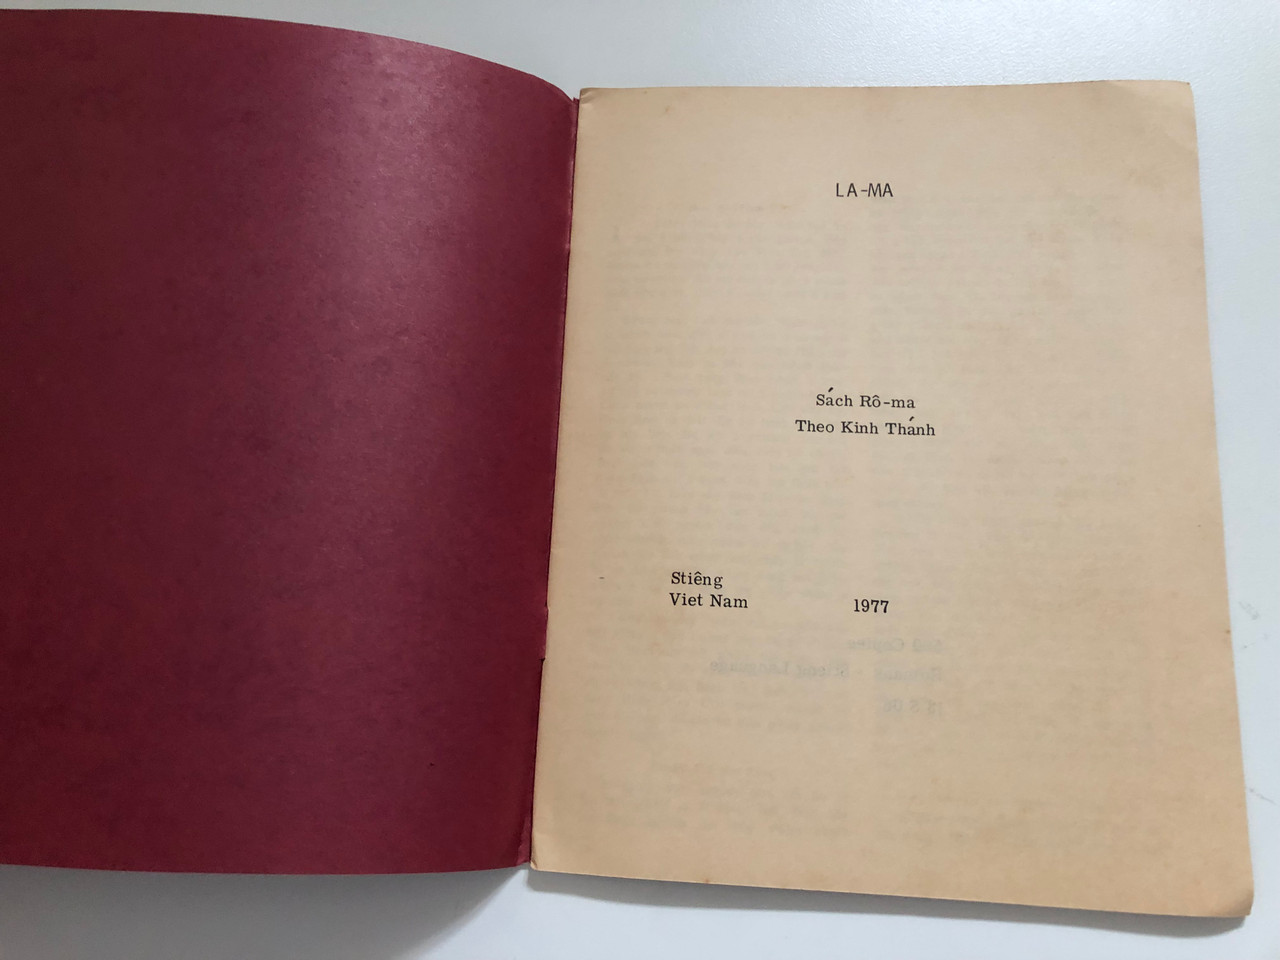 LA-MA
Sách Rô-ma
Theo Kinh Thánh
Stiêng
Viet Nam 1977